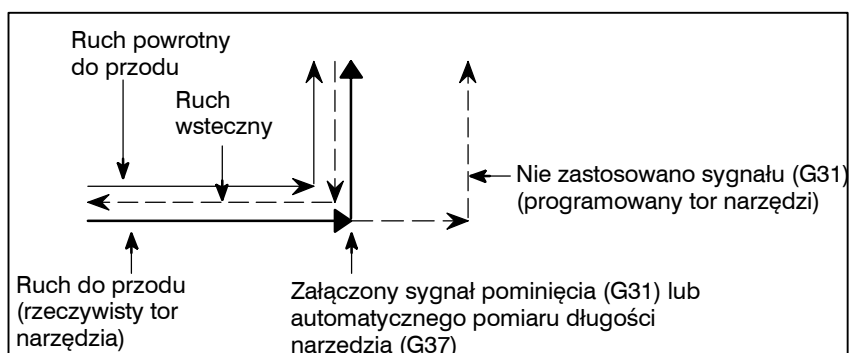 Ruch powrotny
do przodu
Ruch
wsteczny
Nie zastosowano sygnału (G31)
(programowany tor narzędzi)
Ruch do przodu
(rzeczywisty tor
narzędzia)
Załączony sygnał pominięcia (G31) lub
automatycznego pomiaru długości
narzędzia (G37)